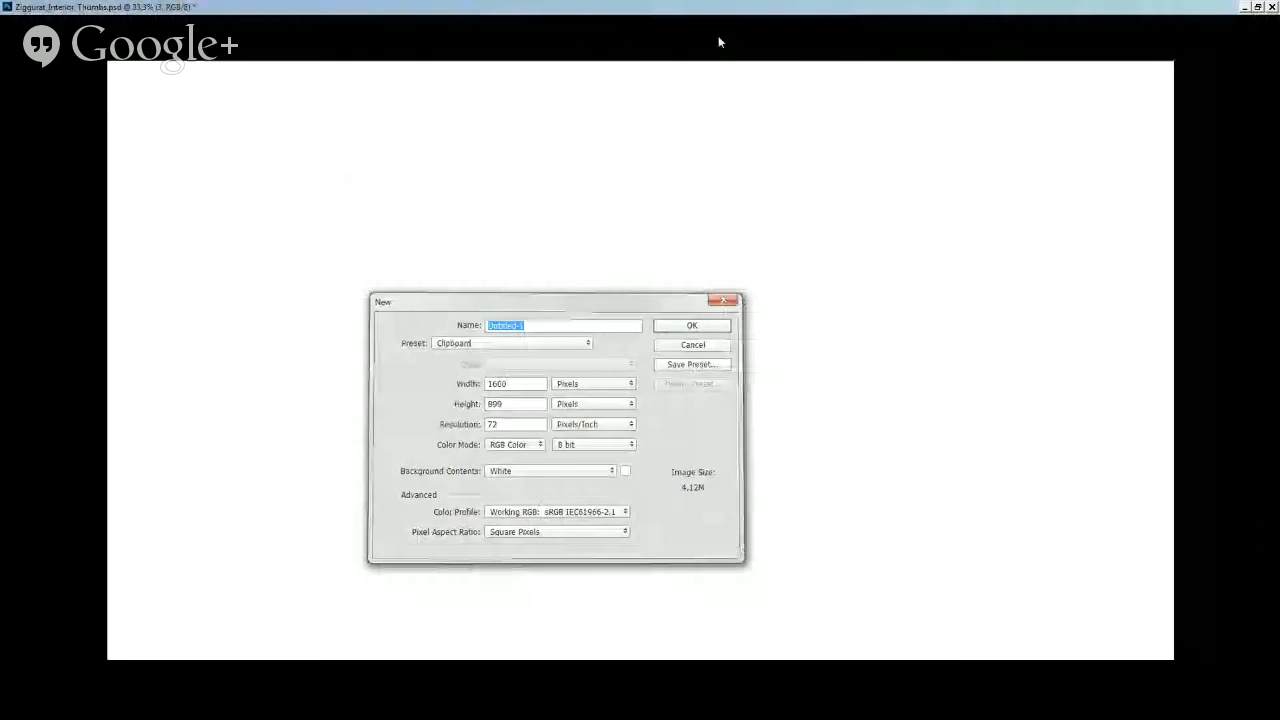 Ziggurat_Interior_Thumbs.psd @ 33.3% (3, RGB/8) *
Google+
New
Name: Untitled-1
OK
Preset: Clipboard
Cancel
Save Preset...
Width: 1600 Pixels
Height: 899 Pixels
Resolution: 72 Pixels/Inch
Color Mode: RGB Color 8 bit
Background Contents: White
Image Size:
4.12M
Advanced
Color Profile: Working RGB: sRGB IEC61966-2.1
Pixel Aspect Ratio: Square Pixels